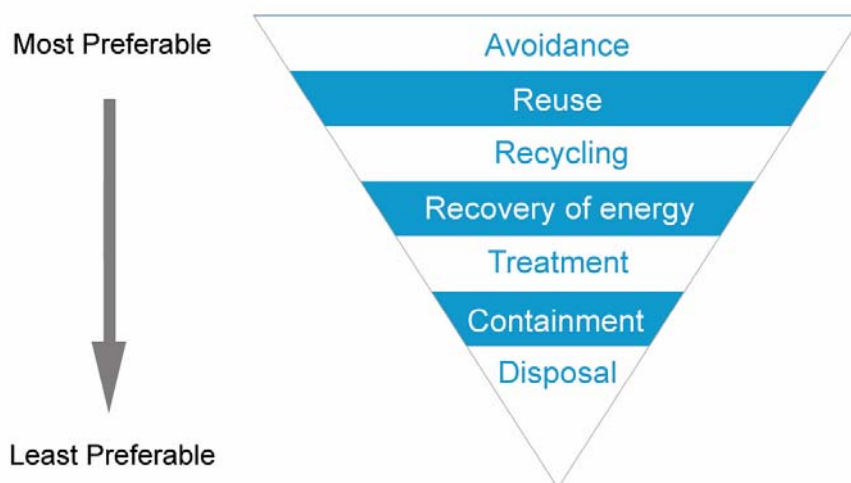 Most Preferable
Avoidance
Reuse
Recycling
Recovery of energy
Treatment
Containment
Disposal
Least Preferable